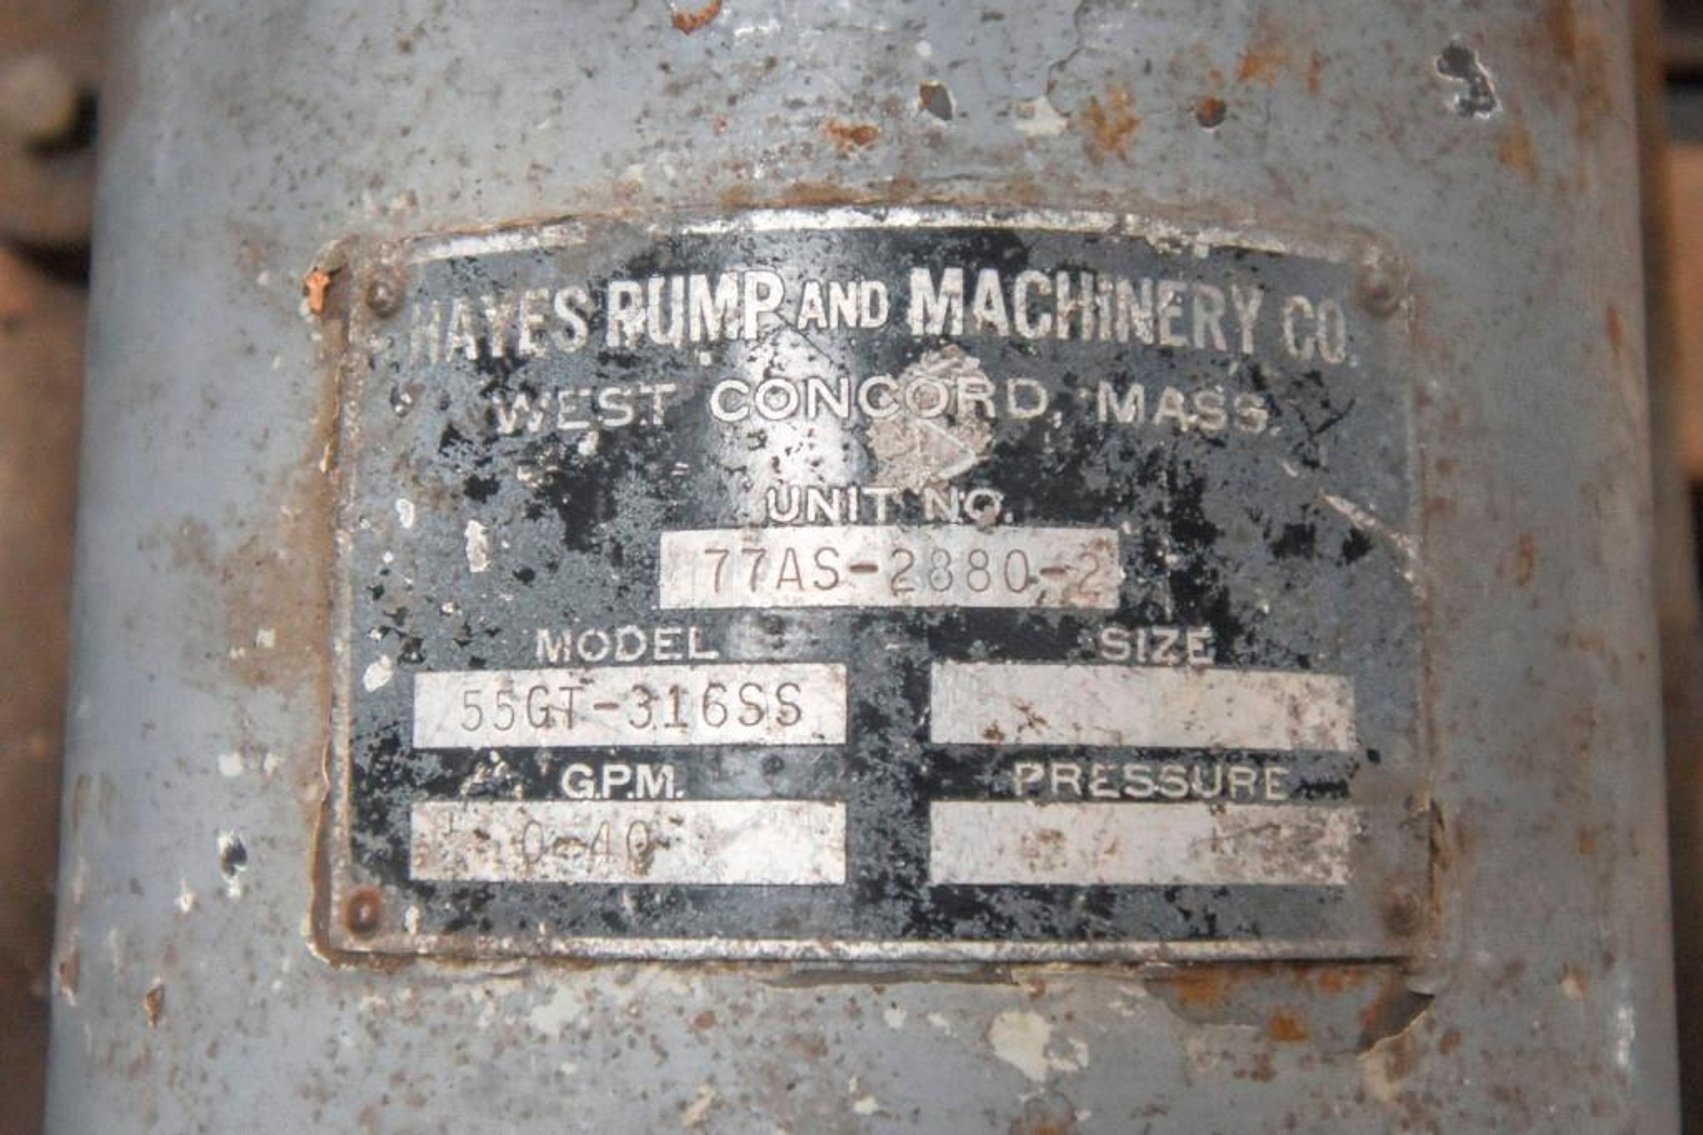 HAYES PUMP AND MACHINERY CO.
WEST CONCORD, MASS.
UNIT NO.
77AS-2880-2
MODEL SIZE
55GT-316SS
G.P.M. PRESSURE
0-40